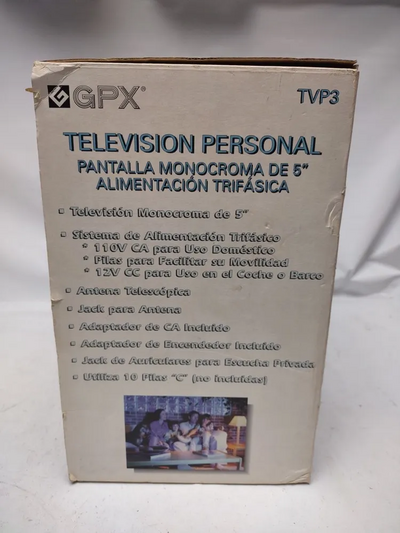 GPX® TVP3
TELEVISION PERSONAL
PANTALLA MONOCROMA DE 5"
ALIMENTACIÓN TRIFÁSICA
• Televisión Monocroma de 5"
• Sistema de Alimentación Trifásico
* 110V CA para Uso Doméstico
* Pilas para Facilitar su Movilidad
* 12V CC para Uso en el Coche o Barco
• Antena Telescópica
• Jack para Antena
• Adaptador de CA Incluido
• Adaptador de Encendedor Incluido
• Jack de Auriculares para Escucha Privada
• Utiliza 10 Pilas "C" (no incluídas)